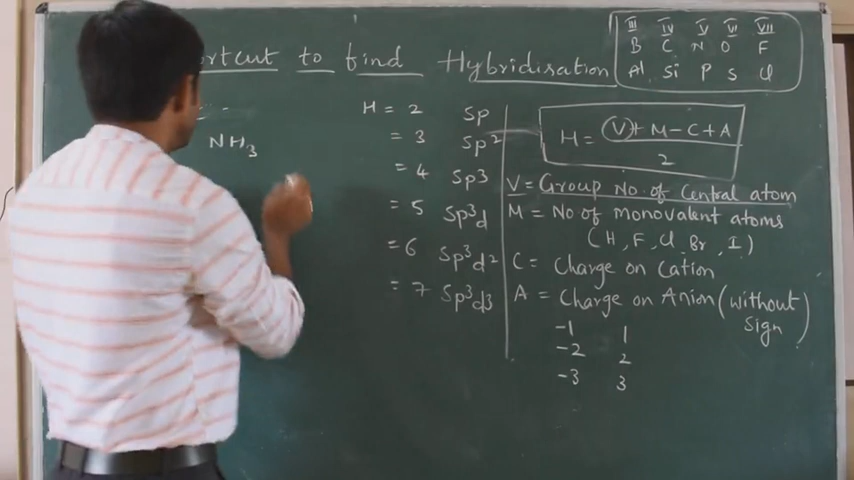 ortcut to find Hybridisation
III IV V VI VII
B C N O F
Al Si P S Cl
NH3
H = 2 Sp
= 3 Sp2
= 4 Sp3
= 5 Sp3d
= 6 Sp3d2
= 7 Sp3d3
H = V + M - C + A
2
V = Group No. of Central atom
M = No of monovalent atoms
(H, F, Cl, Br, I)
C = Charge on Cation
A = Charge on Anion (without sign)
-1 1
-2 2
-3 3